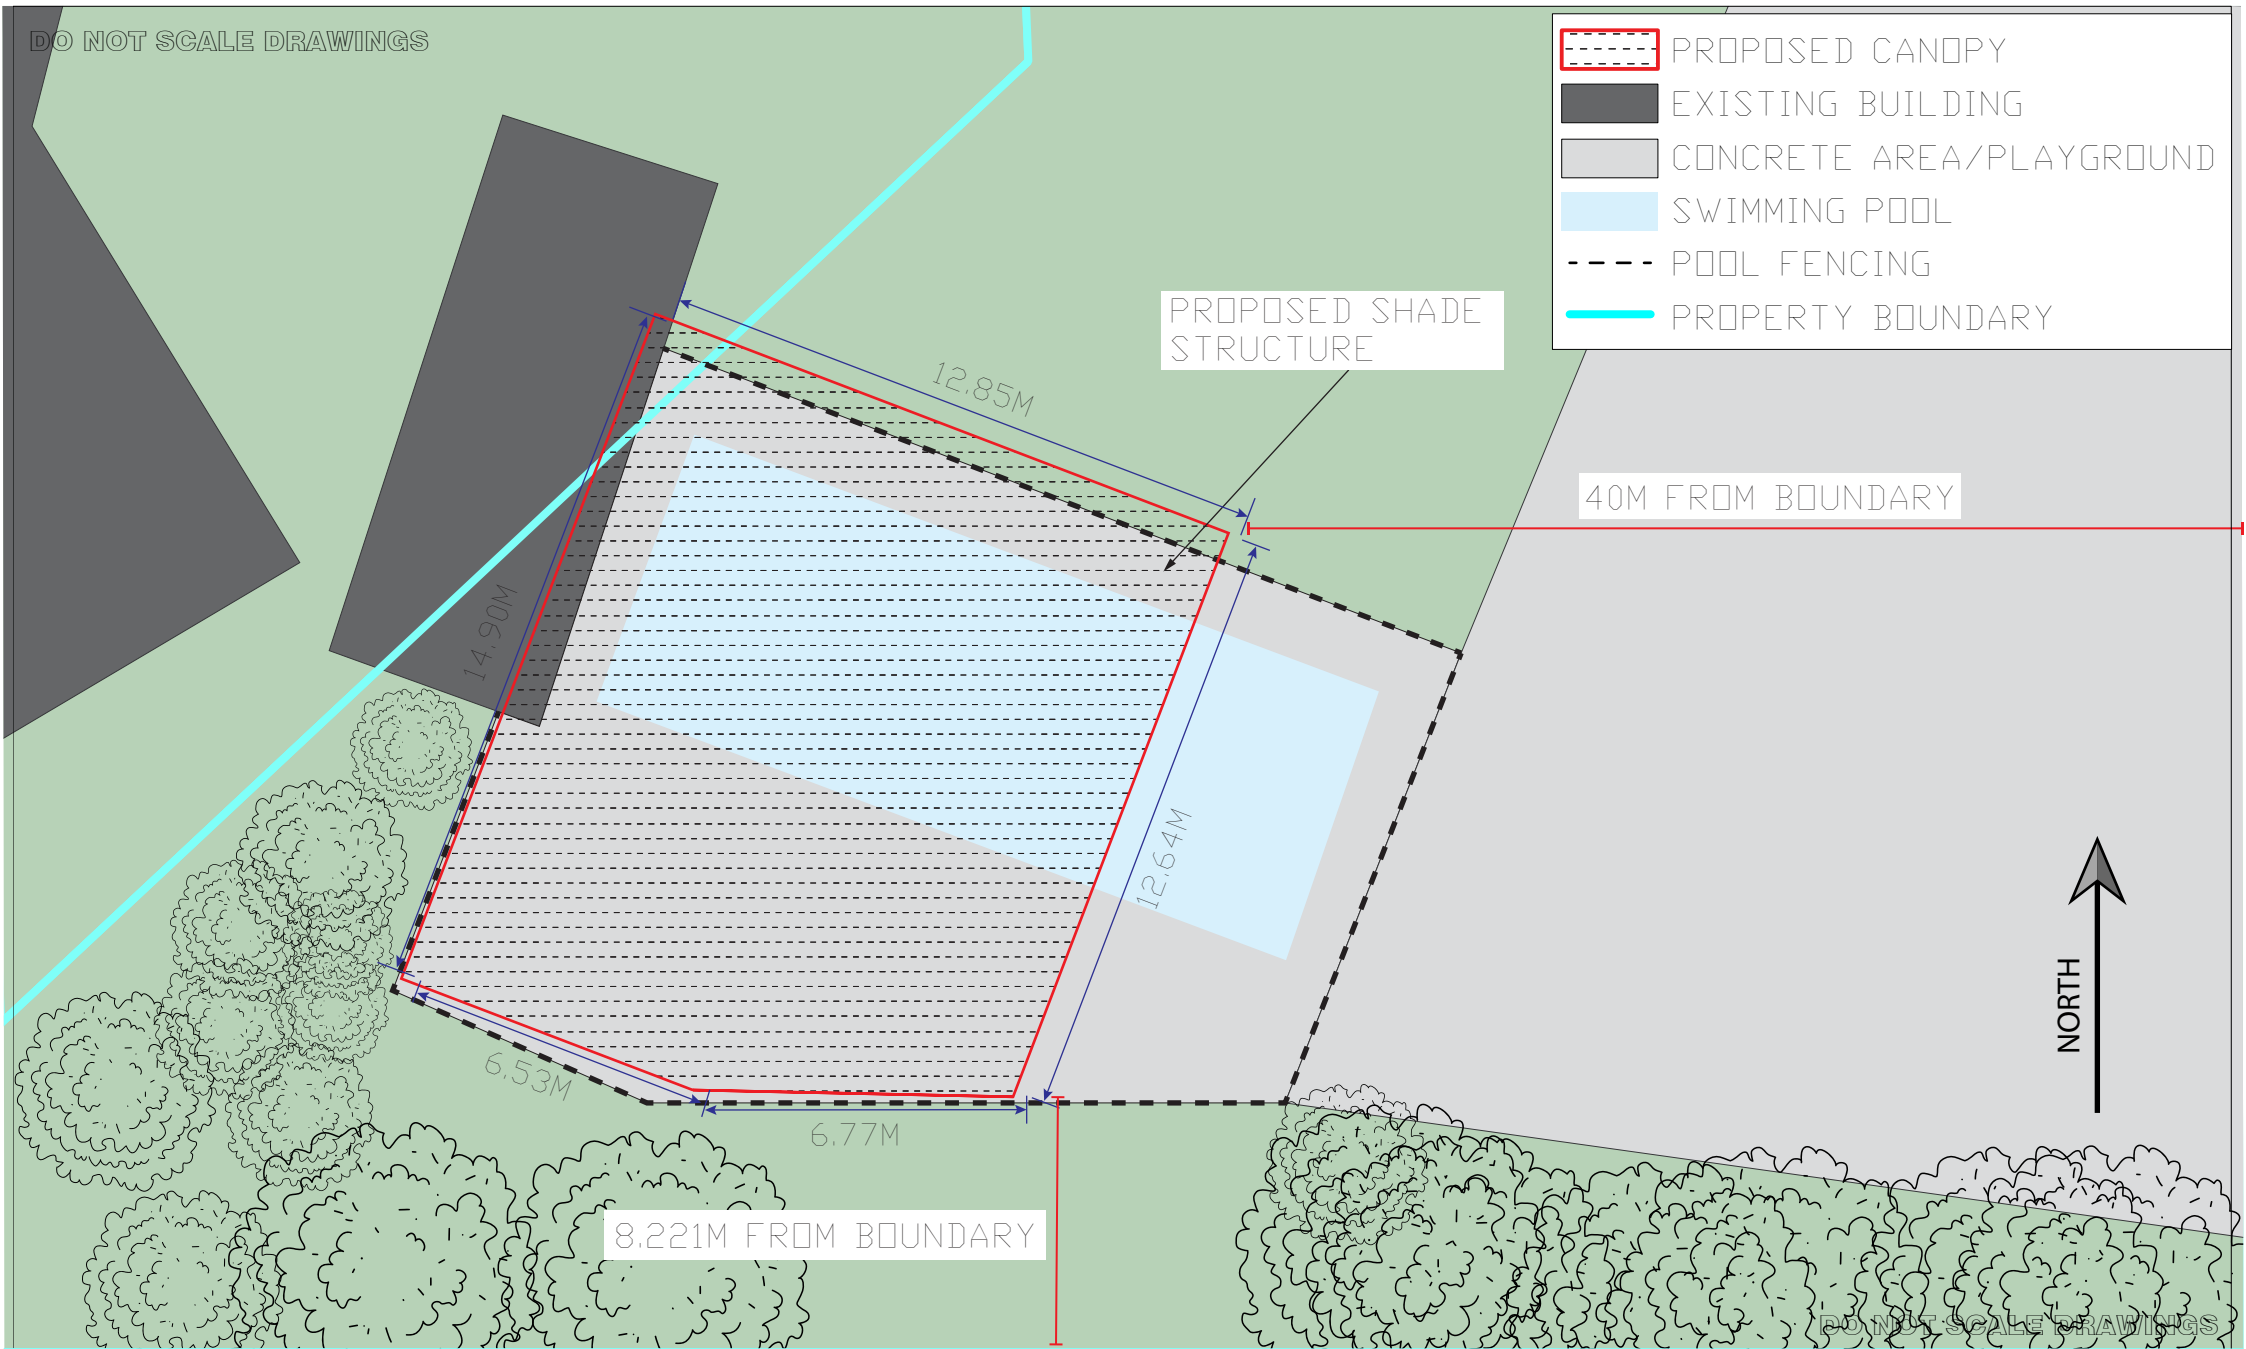 DO NOT SCALE DRAWINGS
PROPOSED CANOPY
EXISTING BUILDING
CONCRETE AREA/PLAYGROUND
SWIMMING POOL
POOL FENCING
PROPERTY BOUNDARY
PROPOSED SHADE
STRUCTURE
12.85M
40M FROM BOUNDARY
14.90M
12.64M
NORTH
6.53M
6.77M
8.221M FROM BOUNDARY
DO NOT SCALE DRAWINGS